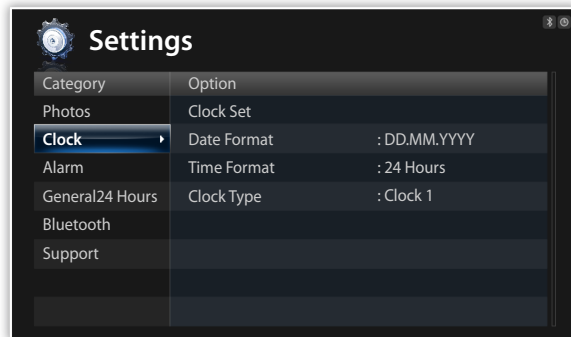 Settings
Category Option
Photos Clock Set
Clock Date Format : DD.MM.YYYY
Alarm Time Format : 24 Hours
General24 Hours Clock Type : Clock 1
Bluetooth
Support